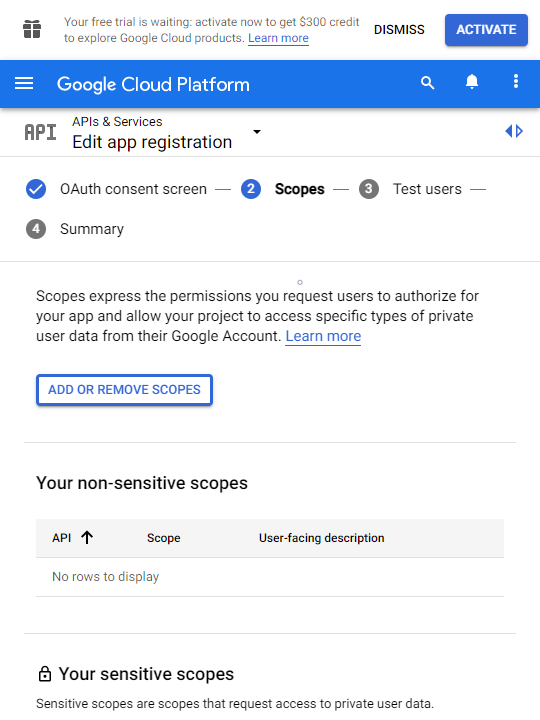 Your free trial is waiting: activate now to get $300 credit
to explore Google Cloud products. Learn more
DISMISS
ACTIVATE
Google Cloud Platform
API
APIs & Services
Edit app registration
OAuth consent screen
2 Scopes
3 Test users
4 Summary
Scopes express the permissions you request users to authorize for
your app and allow your project to access specific types of private
user data from their Google Account. Learn more
ADD OR REMOVE SCOPES
Your non-sensitive scopes
API Scope User-facing description
No rows to display
Your sensitive scopes
Sensitive scopes are scopes that request access to private user data.